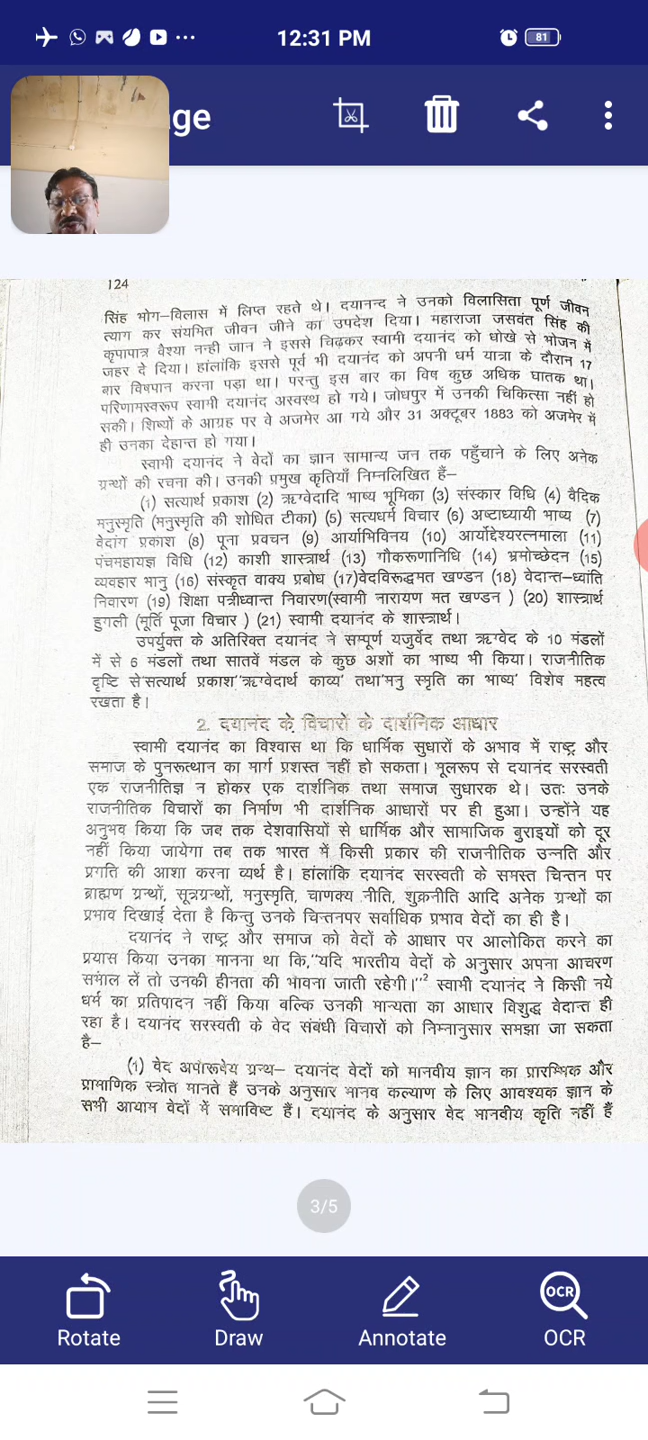 12:31 PM
81
ge
124
सिंह भोग–विलास में लिप्त रहते थे। दयानन्द ने उनको विलासिता पूर्ण जीवन
त्याग कर संयमित जीवन जीने का उपदेश दिया। महाराजा जसवंत सिंह की
कृपापात्र वैश्या नन्ही जान ने इससे चिढ़कर स्वामी दयानंद को धोखे से भोजन में
जहर दे दिया। हांलांकि इससे पूर्व भी दयानंद को अपनी धर्म यात्रा के दौरान 17
बार विषपान करना पड़ा था। परन्तु इस बार का विष कुछ अधिक घातक था।
परिणामस्वरूप स्वामी दयानंद अस्वस्थ हो गये। जोधपुर में उनकी चिकित्सा नहीं हो
सकी। शिष्यों के आग्रह पर वे अजमेर आ गये और 31 अक्टूबर 1883 को अजमेर में
ही उनका देहान्त हो गया।
स्वामी दयानंद ने वेदों का ज्ञान सामान्य जन तक पहुँचाने के लिए अनेक
ग्रन्थों की रचना की। उनकी प्रमुख कृतियाँ निम्नलिखित हैं–
(1) सत्यार्थ प्रकाश (2) ऋग्वेदादि भाष्य भूमिका (3) संस्कार विधि (4) वैदिक
मनुस्मृति (मनुस्मृति की शोधित टीका) (5) सत्यधर्म विचार (6) अष्टाध्यायी भाष्य (7)
वेदांग प्रकाश (8) पूना प्रवचन (9) आर्याभिविनय (10) आर्योद्देश्यरत्नमाला (11)
पंचमहायज्ञ विधि (12) काशी शास्त्रार्थ (13) गौकरूणानिधि (14) भ्रमोच्छेदन (15)
व्यवहार भानु (16) संस्कृत वाक्य प्रबोध (17)वेदविरूद्धमत खण्डन (18) वेदान्त–ध्वांति
निवारण (19) शिक्षा पत्रीध्वान्त निवारण(स्वामी नारायण मत खण्डन ) (20) शास्त्रार्थ
हुगली (मूर्ति पूजा विचार ) (21) स्वामी दयानंद के शास्त्रार्थ।
उपर्युक्त के अतिरिक्त दयानंद ने सम्पूर्ण यजुर्वेद तथा ऋग्वेद के 10 मंडलों
में से 6 मंडलों तथा सातवें मंडल के कुछ अशों का भाष्य भी किया। राजनीतिक
दृष्टि से'सत्यार्थ प्रकाश''ऋग्वेदार्थ काव्य' तथा'मनु स्मृति का भाष्य' विशेष महत्व
रखता है।
2. दयानंद के विचारों के दार्शनिक आधार
स्वामी दयानंद का विश्वास था कि धार्मिक सुधारों के अभाव में राष्ट्र और
समाज के पुनरूत्थान का मार्ग प्रशस्त नहीं हो सकता। मूलरूप से दयानंद सरस्वती
एक राजनीतिज्ञ न होकर एक दार्शनिक तथा समाज सुधारक थे। उतः उनके
राजनीतिक विचारों का निर्माण भी दार्शनिक आधारों पर ही हुआ। उन्होंने यह
अनुभव किया कि जब तक देशवासियों से धार्मिक और सामाजिक बुराइयों को दूर
नहीं किया जायेगा तब तक भारत में किसी प्रकार की राजनीतिक उन्नति और
प्रगति की आशा करना व्यर्थ है। हांलांकि दयानंद सरस्वती के समस्त चिन्तन पर
ब्राह्मण ग्रन्थों, सूत्रग्रन्थों, मनुस्मृति, चाणक्य नीति, शुक्रनीति आदि अनेक ग्रन्थों का
प्रभाव दिखाई देता है किन्तु उनके चिन्तनपर सर्वाधिक प्रभाव वेदों का ही है।
दयानंद ने राष्ट्र और समाज को वेदों के आधार पर आलोकित करने का
प्रयास किया उनका मानना था कि,"यदि भारतीय वेदों के अनुसार अपना आचरण
सभांल लें तो उनकी हीनता की भावना जाती रहेगी।"² स्वामी दयानंद ने किसी नये
धर्म का प्रतिपादन नहीं किया वल्कि उनकी मान्यता का आधार विशुद्ध वेदान्त ही
रहा है। दयानंद सरस्वती के वेद संबंधी विचारों को निम्नानुसार समझा जा सकता
है–
(1) वेद अपौरूषेय ग्रन्थ– दयानंद वेदों को मानवीय ज्ञान का प्रारम्भिक और
प्रामाणिक स्त्रोत मानते हैं उनके अनुसार मानव कल्याण के लिए आवश्यक ज्ञान के
सभी आयाम वेदों में समाविष्ट हैं। दयानंद के अनुसार वेद मानवीय कृति नहीं हैं
3/5
OCR
Rotate
Draw
Annotate
OCR